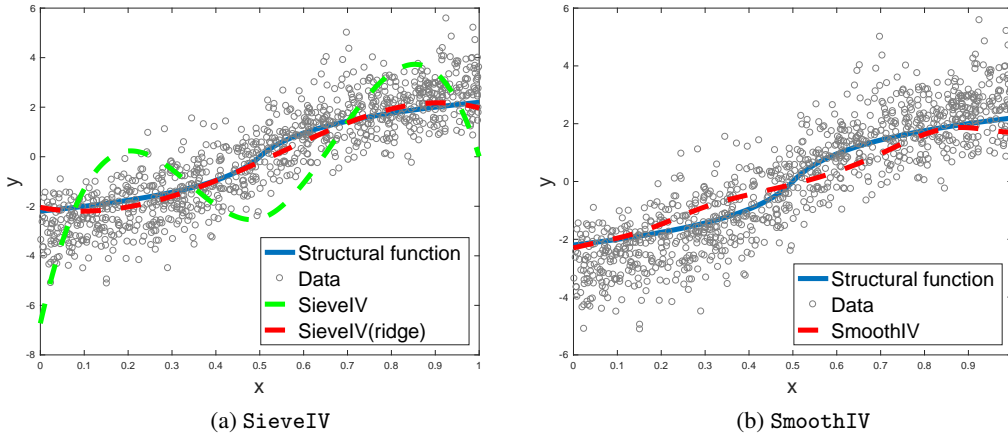 6
4
2
0
-2
-4
-6
-8
y
0
0.1
0.2
0.3
0.4
0.5
0.6
0.7
0.8
0.9
1
x
Structural function
Data
SieveIV
SieveIV(ridge)
(a) SieveIV
6
4
2
0
-2
-4
-6
y
0
0.1
0.2
0.3
0.4
0.5
0.6
0.7
0.8
0.9
1
x
Structural function
Data
SmoothIV
(b) SmoothIV